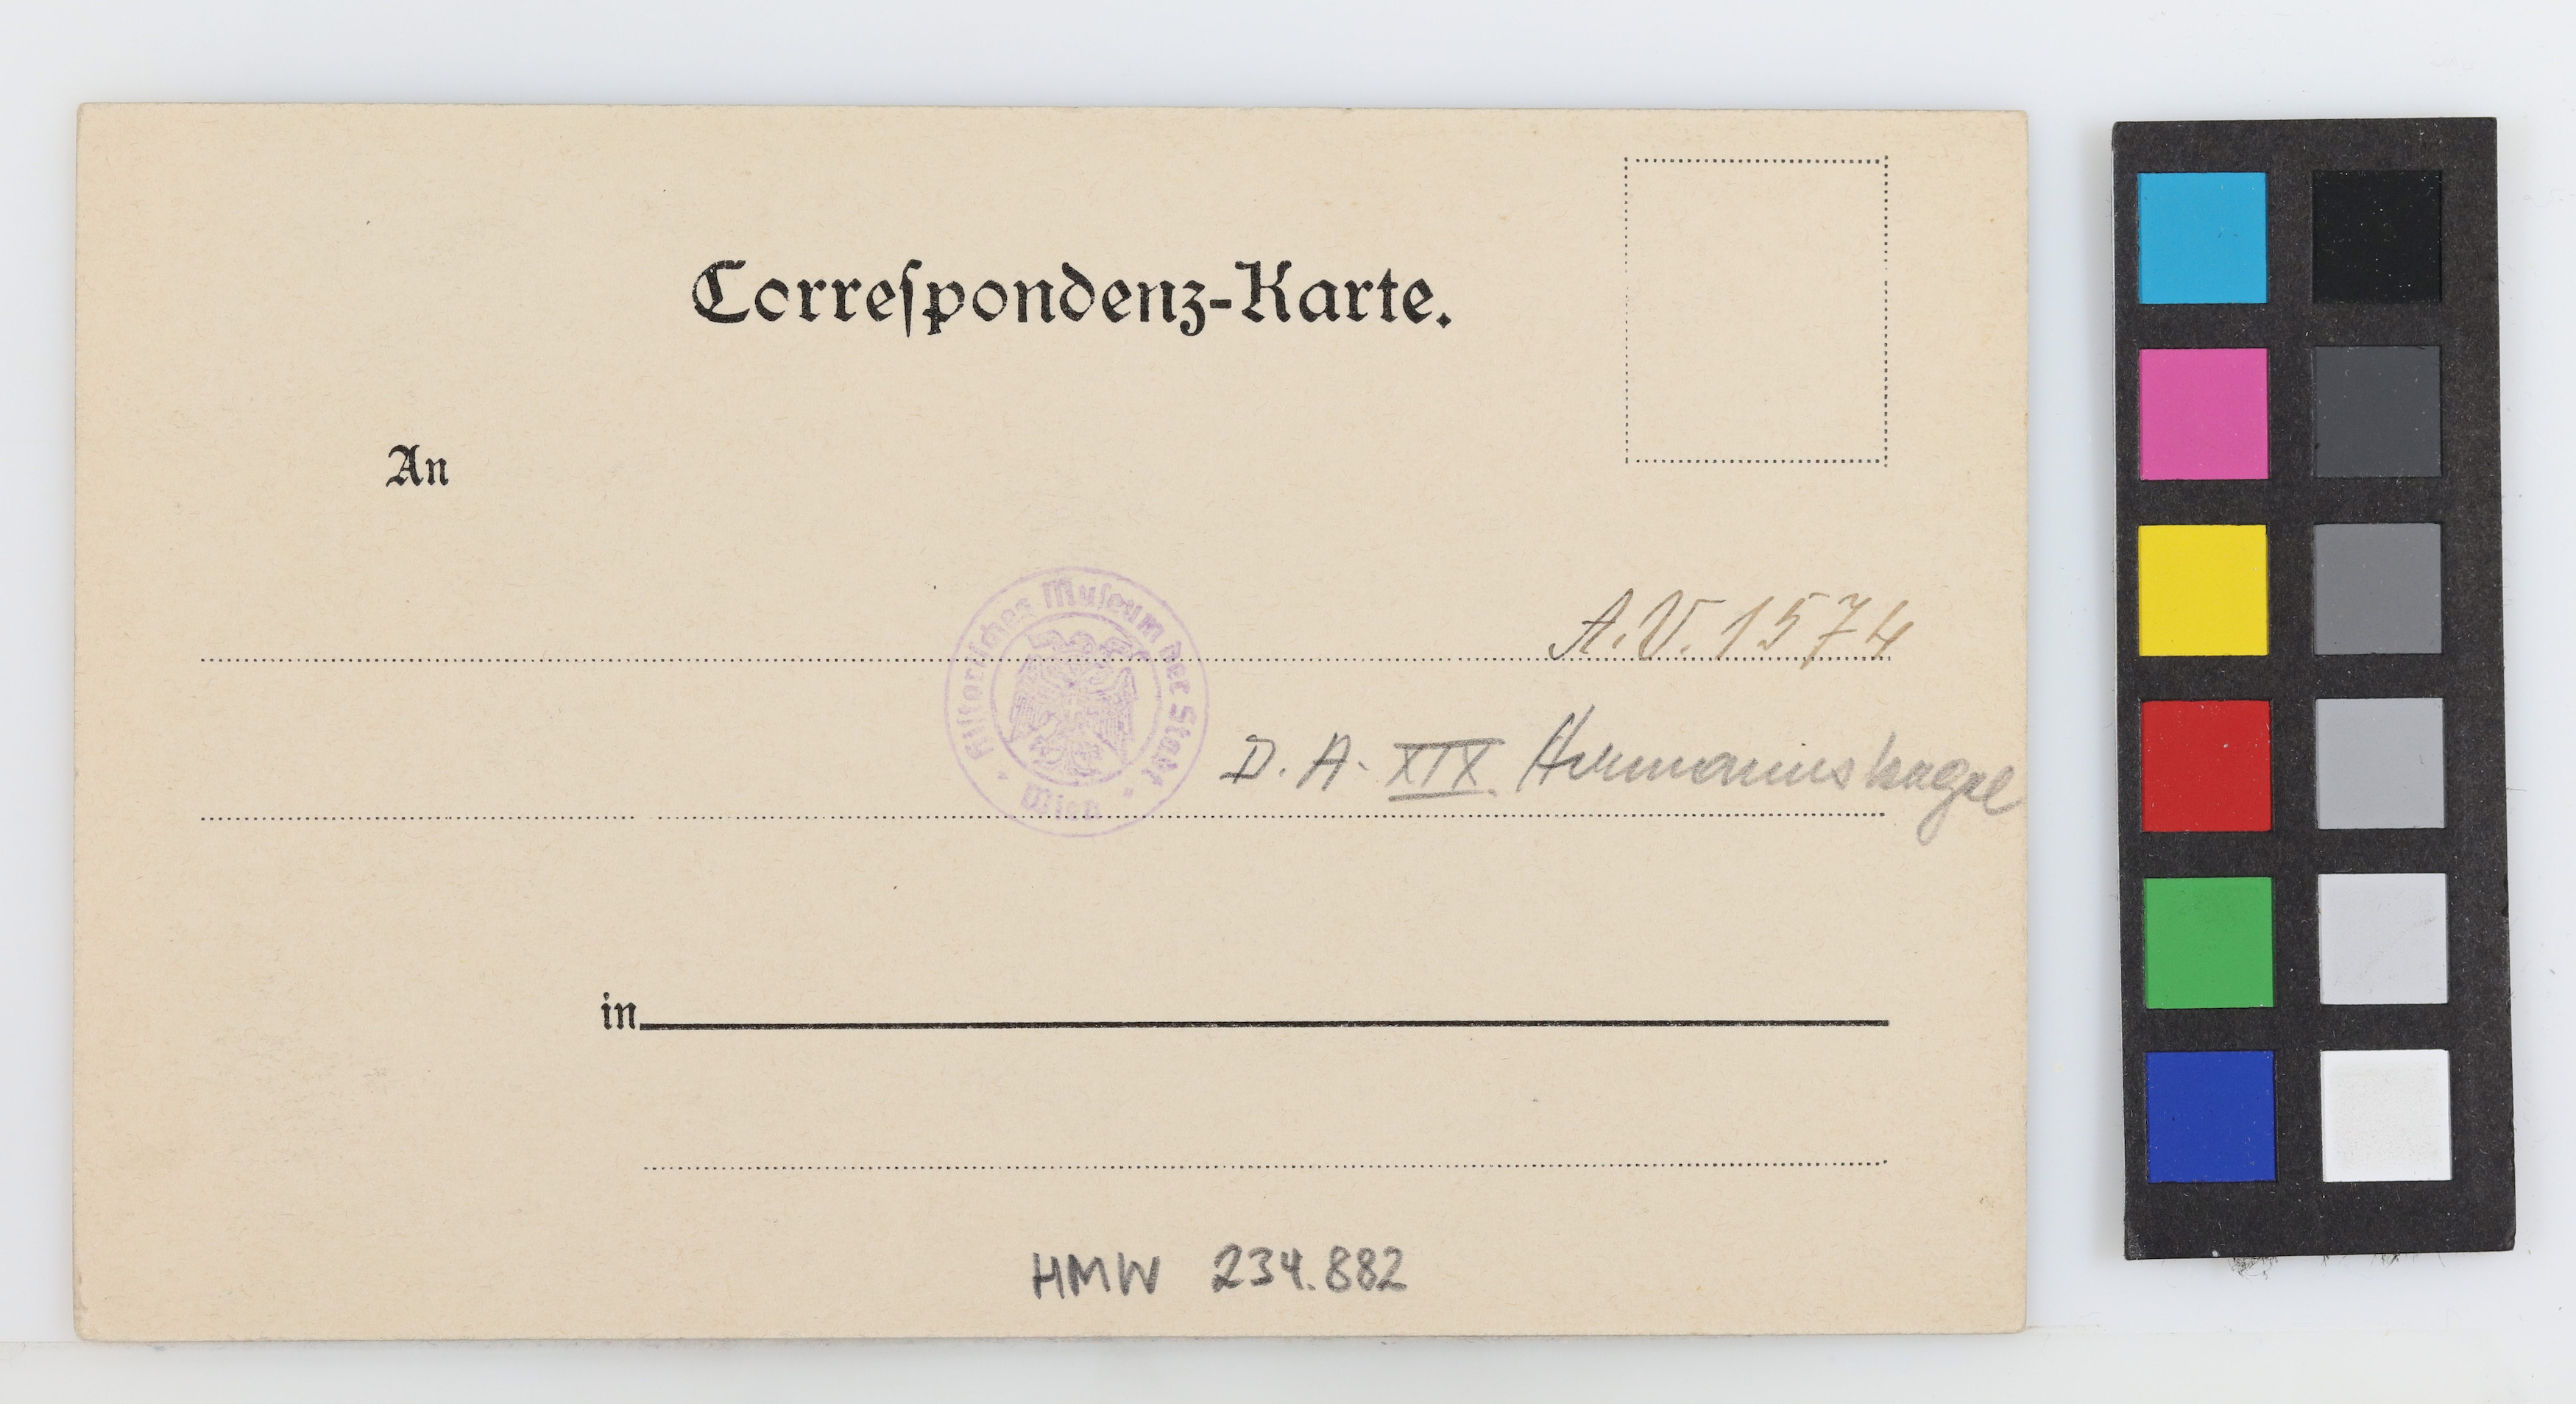 Correſpondenz-Karte.
An
A.V. 1574
Hiſtoriſches Muſeum der Stadt
Wien
D. A. XIX Hermannskogel
in
HMW 234.882